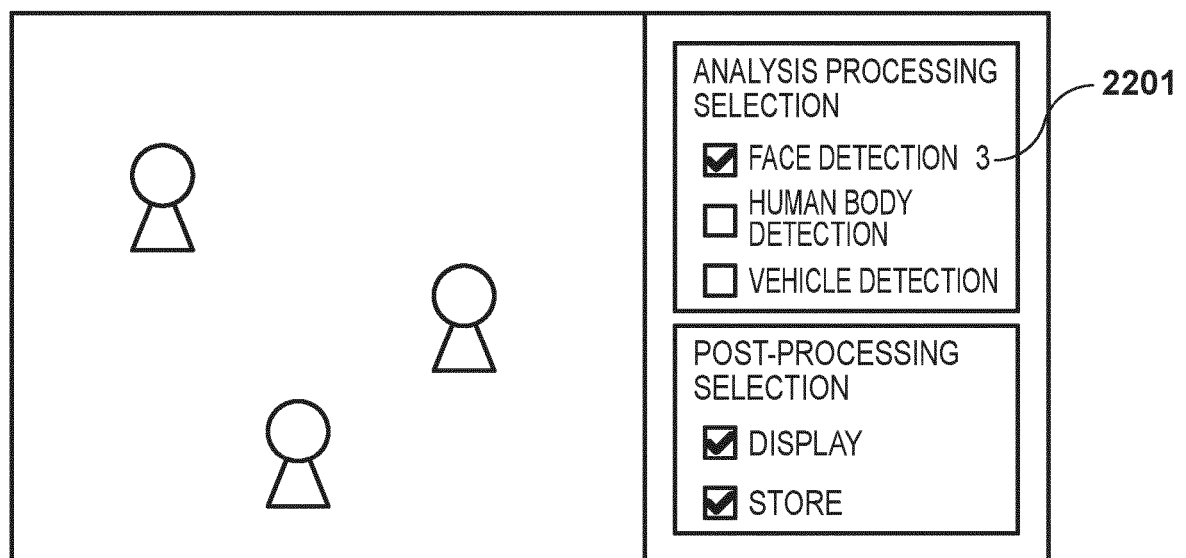 ANALYSIS PROCESSING
SELECTION
2201
FACE DETECTION 3
HUMAN BODY
DETECTION
VEHICLE DETECTION
POST-PROCESSING
SELECTION
DISPLAY
STORE